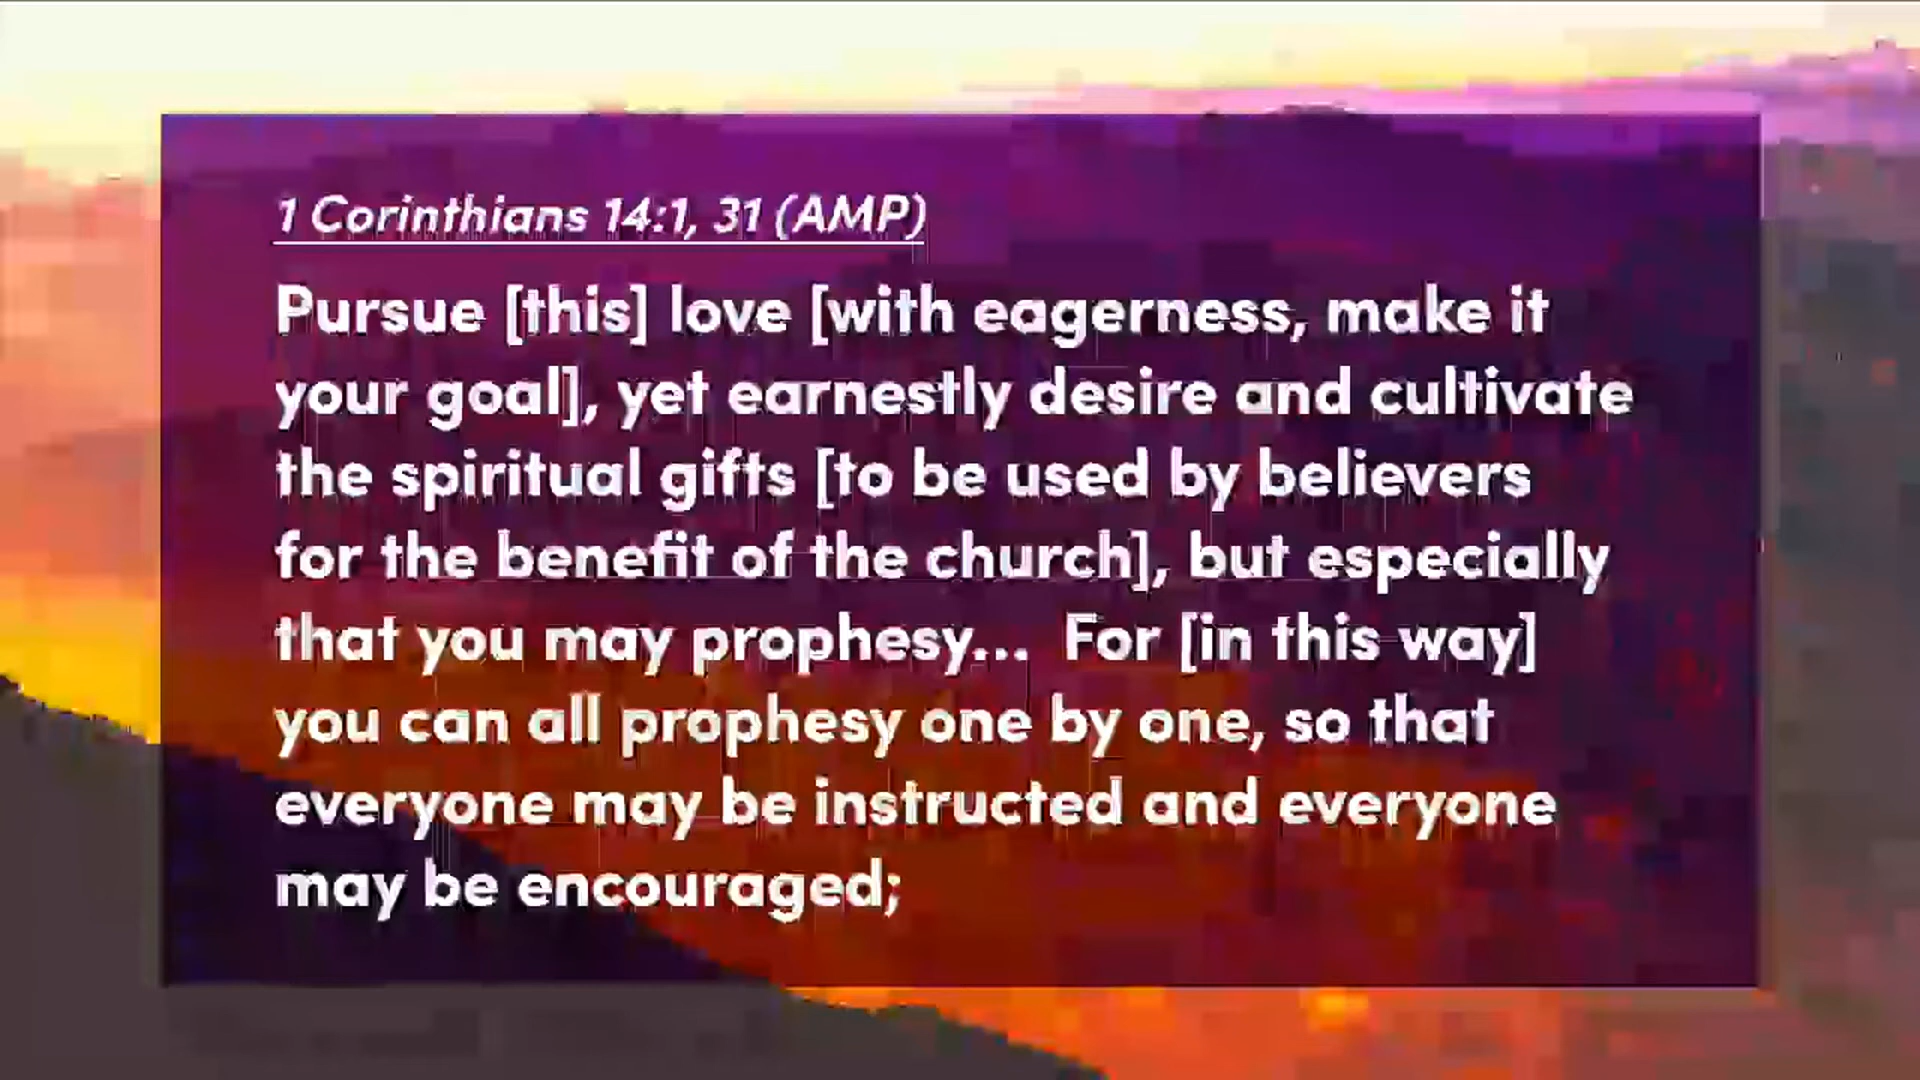 1 Corinthians 14:1, 31 (AMP)
Pursue [this] love [with eagerness, make it
your goal], yet earnestly desire and cultivate
the spiritual gifts [to be used by believers
for the benefit of the church], but especially
that you may prophesy...  For [in this way]
you can all prophesy one by one, so that
everyone may be instructed and everyone
may be encouraged;